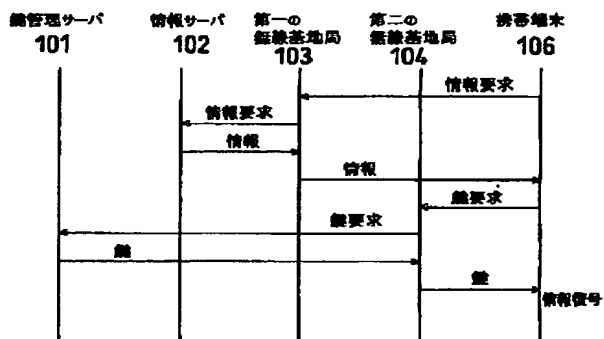 鍵管理サーバ
101
情報サーバ
102
第一の
無線基地局
103
第二の
無線基地局
104
携帯端末
106
情報要求
情報要求
情報
情報
鍵要求
鍵要求
鍵
鍵
情報復号